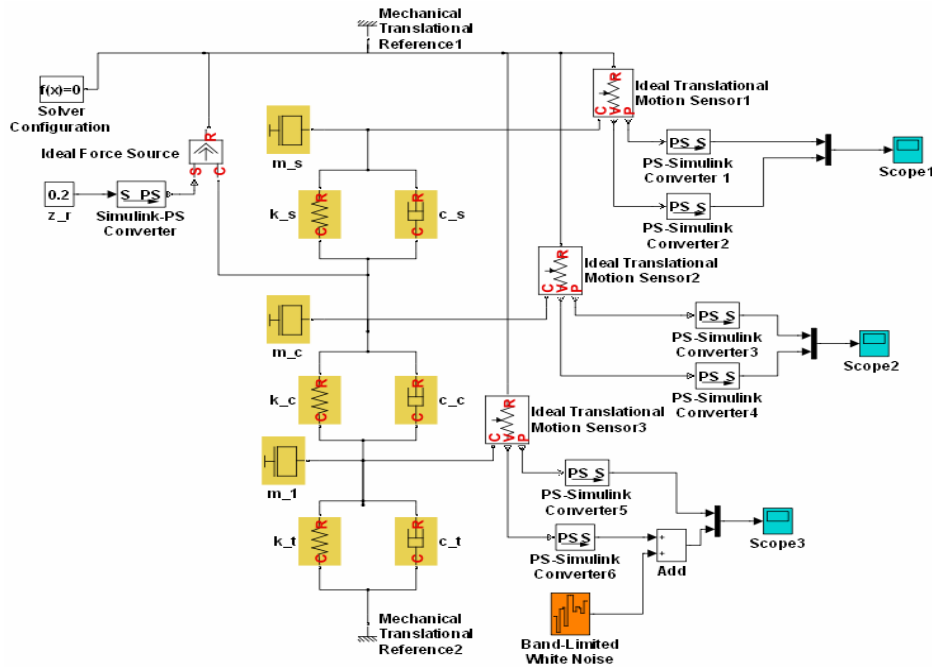 Mechanical
Translational
Reference1
f(x)=0
Solver
Configuration
R
Ideal Force Source
S
C
0.2
z_r
S PS
Simulink-PS
Converter
m_s
R
C
k_s
R
C
c_s
C
V
P
R
Ideal Translational
Motion Sensor1
PS S
PS-Simulink
Converter 1
PS S
PS-Simulink
Converter2
Scope1
m_c
C
V
P
R
Ideal Translational
Motion Sensor2
PS S
PS-Simulink
Converter3
PS S
PS-Simulink
Converter4
Scope2
k_c
R
C
R
C
c_c
m_1
C
V
P
R
Ideal Translational
Motion Sensor3
PS S
PS-Simulink
Converter5
PS S
PS-Simulink
Converter6
+
+
Add
Scope3
k_t
R
C
R
C
c_t
Band-Limited
White Noise
Mechanical
Translational
Reference2